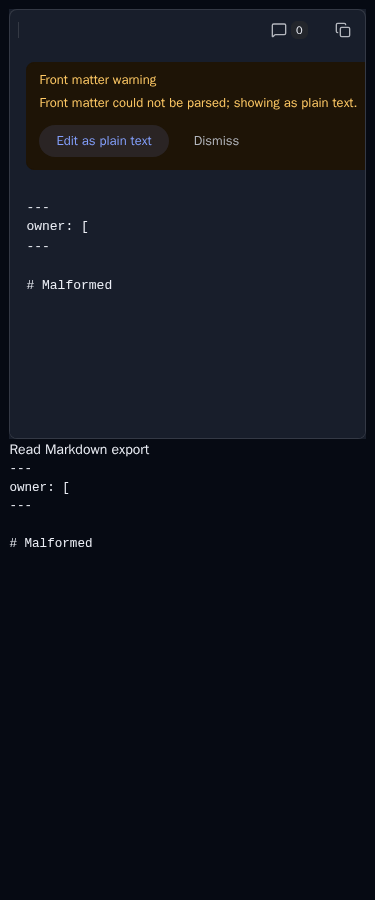 0
Front matter warning
Front matter could not be parsed; showing as plain text.
Edit as plain text Dismiss
---
owner: [
---
# Malformed
Read Markdown export
---
owner: [
---
# Malformed